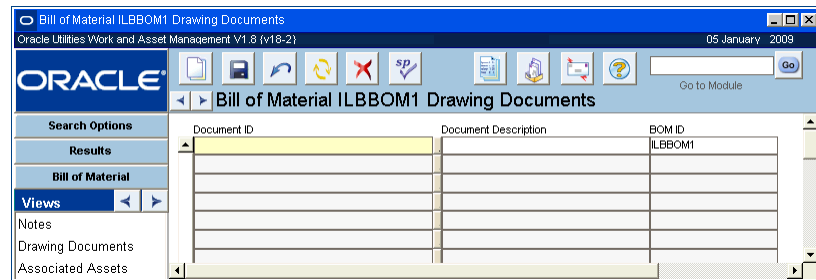 Bill of Material ILBBOM1 Drawing Documents
Oracle Utilities Work and Asset Management V1.8 (v18-2) 05 January 2009
ORACLE
sp
Go
Go to Module
Bill of Material ILBBOM1 Drawing Documents
Search Options
Results
Bill of Material
Views
Notes
Drawing Documents
Associated Assets
Document ID Document Description BOM ID
ILBBOM1